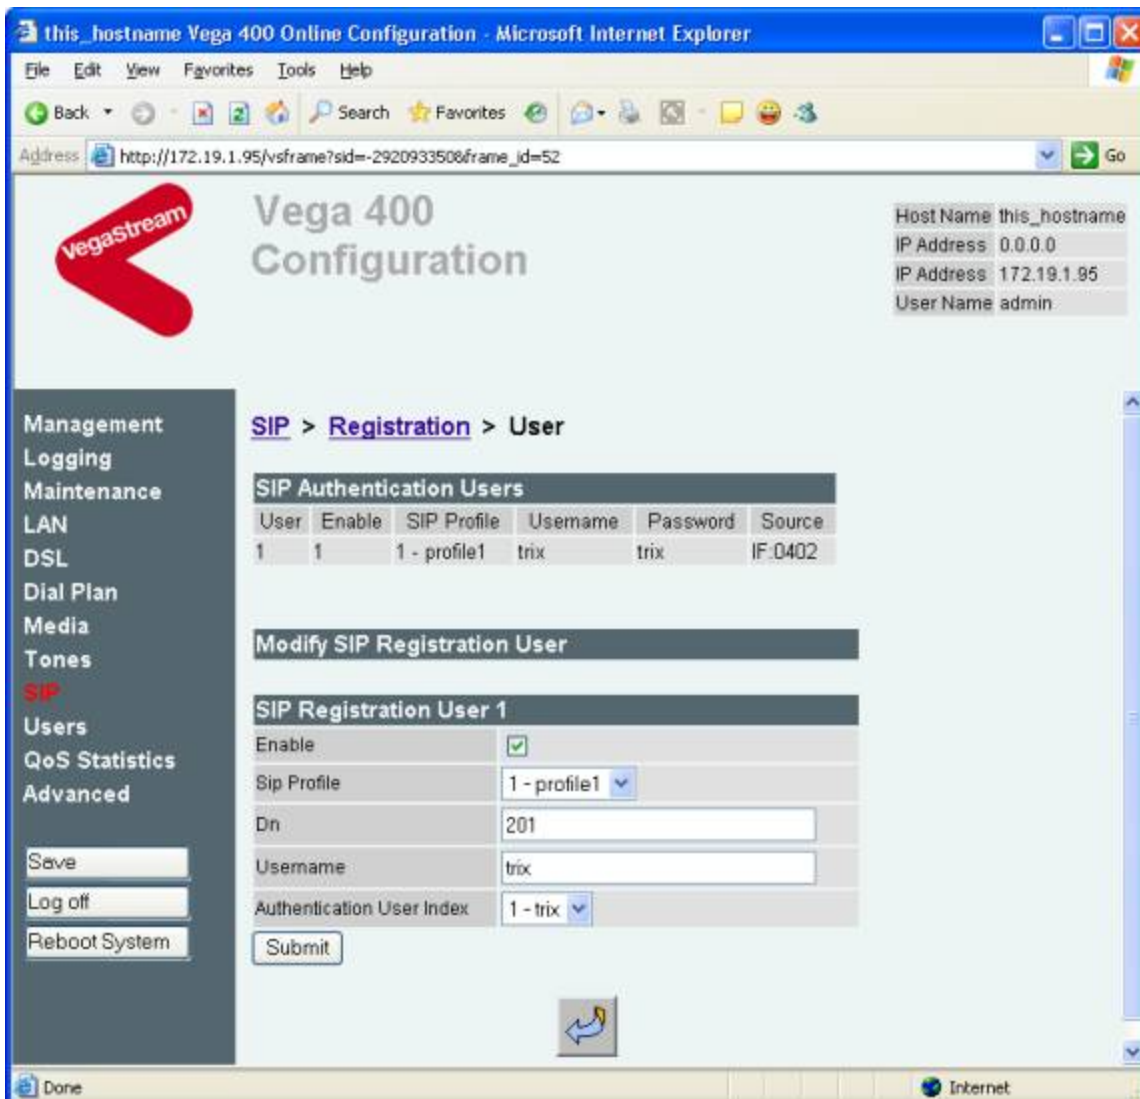 this_hostname Vega 400 Online Configuration - Microsoft Internet Explorer
File Edit View Favorites Tools Help
Back Search Favorites
Address http://172.19.1.95/vsframe?sid=-292093350&frame_id=52 Go
vegastream
Vega 400
Configuration
Host Name this_hostname
IP Address 0.0.0.0
IP Address 172.19.1.95
User Name admin
Management
Logging
Maintenance
LAN
DSL
Dial Plan
Media
Tones
SIP
Users
QoS Statistics
Advanced
Save
Log off
Reboot System
SIP > Registration > User
SIP Authentication Users
User Enable SIP Profile Username Password Source
1 1 1 - profile1 trix trix IF:0402
Modify SIP Registration User
SIP Registration User 1
Enable
Sip Profile 1 - profile1
Dn 201
Username trix
Authentication User Index 1 - trix
Submit
Done Internet